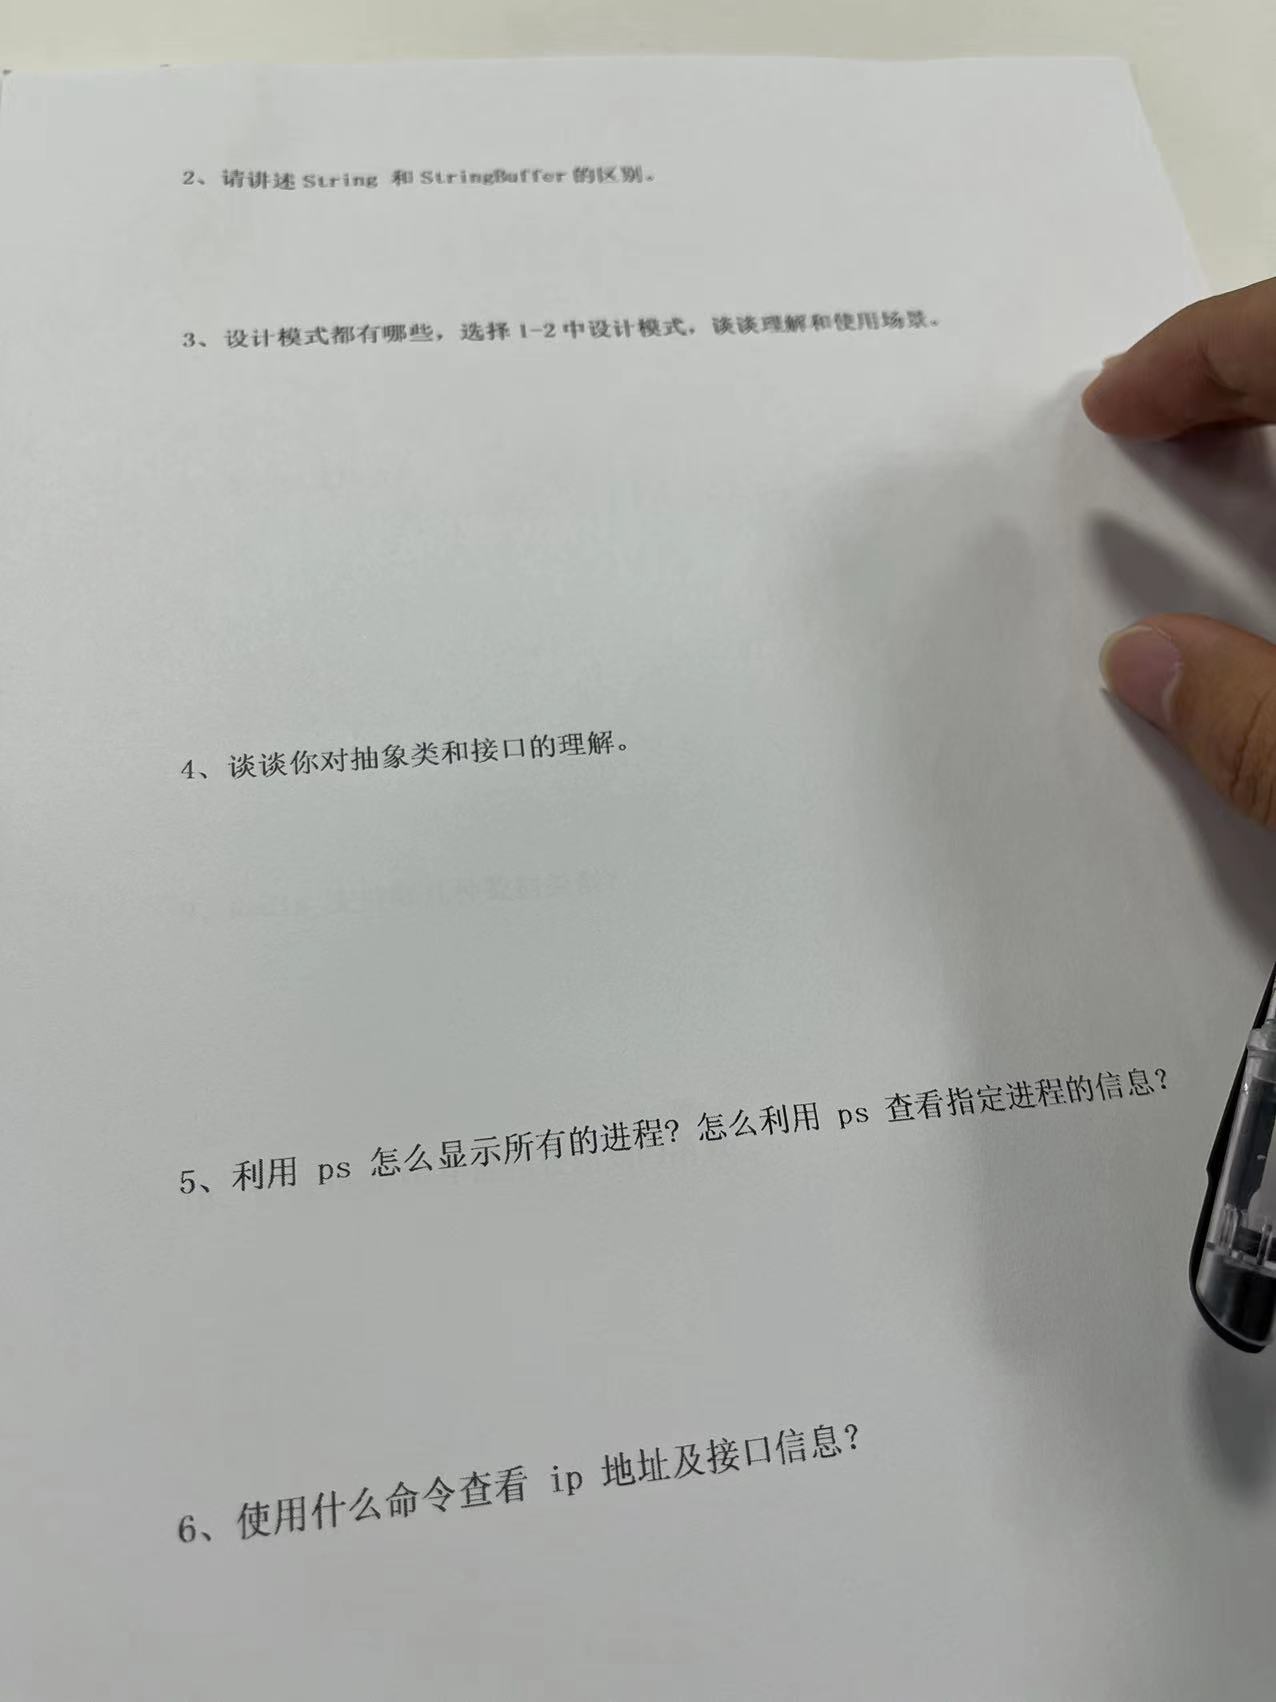 2、请讲述 String 和 StringBuffer 的区别。
3、设计模式都有哪些，选择 1-2 中设计模式，谈谈理解和使用场景。
4、谈谈你对抽象类和接口的理解。
5、利用 ps 怎么显示所有的进程？怎么利用 ps 查看指定进程的信息？
6、使用什么命令查看 ip 地址及接口信息？